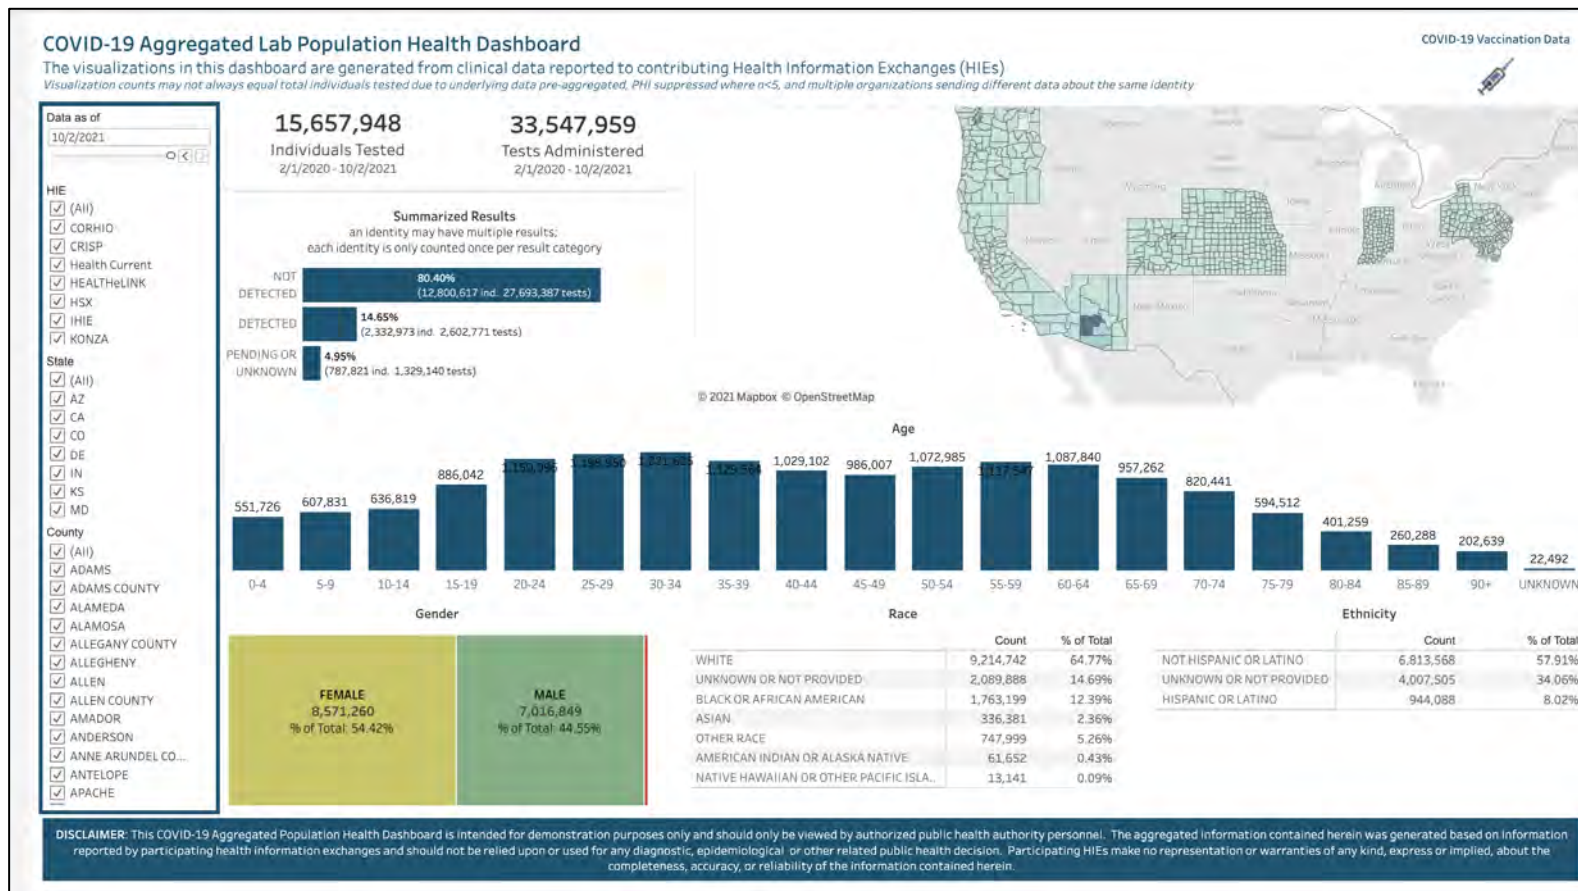 COVID-19 Aggregated Lab Population Health Dashboard
COVID-19 Vaccination Data
The visualizations in this dashboard are generated from clinical data reported to contributing Health Information Exchanges (HIEs)
Visualization counts may not always equal total individuals tested due to underlying data pre-aggregated, PHI suppressed where n<5, and multiple organizations sending different data about the same identity
Data as of
10/2/2021
HIE
(All)
CORHIO
CRISP
Health Current
HEALTHeLINK
HSX
IHIE
KONZA
State
(All)
AZ
CA
CO
DE
IN
KS
MD
County
(All)
ADAMS
ADAMS COUNTY
ALAMEDA
ALAMOSA
ALLEGANY COUNTY
ALLEGHENY
ALLEN
ALLEN COUNTY
AMADOR
ANDERSON
ANNE ARUNDEL CO...
ANTELOPE
APACHE
15,657,948
Individuals Tested
2/1/2020 - 10/2/2021
33,547,959
Tests Administered
2/1/2020 - 10/2/2021
Summarized Results
an identity may have multiple results;
each identity is only counted once per result category
NOT DETECTED
80.40%
(12,800,617 ind. 27,693,387 tests)
DETECTED
14.65%
(2,332,973 ind. 2,602,771 tests)
PENDING OR UNKNOWN
4.95%
(787,821 ind. 1,329,140 tests)
Wyoming
Iowa
Missouri
New Mexico
© 2021 Mapbox © OpenStreetMap
Age
551,726 607,831 636,819 886,042 1,029,102 986,007 1,072,985 1,087,840 957,262 820,441 594,512 401,259 260,288 202,639 22,492
0-4 5-9 10-14 15-19 20-24 25-29 30-34 35-39 40-44 45-49 50-54 55-59 60-64 65-69 70-74 75-79 80-84 85-89 90+ UNKNOWN
Gender
FEMALE
8,571,260
% of Total: 54.42%
MALE
7,016,849
% of Total: 44.55%
Race
Count % of Total
WHITE 9,214,742 64.77%
UNKNOWN OR NOT PROVIDED 2,089,888 14.69%
BLACK OR AFRICAN AMERICAN 1,763,199 12.39%
ASIAN 336,381 2.36%
OTHER RACE 747,999 5.26%
AMERICAN INDIAN OR ALASKA NATIVE 61,652 0.43%
NATIVE HAWAIIAN OR OTHER PACIFIC ISLA.. 13,141 0.09%
Ethnicity
Count % of Total
NOT HISPANIC OR LATINO 6,813,568 57.91%
UNKNOWN OR NOT PROVIDED 4,007,505 34.06%
HISPANIC OR LATINO 944,088 8.02%
DISCLAIMER: This COVID-19 Aggregated Population Health Dashboard is intended for demonstration purposes only and should only be viewed by authorized public health authority personnel. The aggregated information contained herein was generated based on information
reported by participating health information exchanges and should not be relied upon or used for any diagnostic, epidemiological or other related public health decision. Participating HIEs make no representation or warranties of any kind, express or implied, about the
completeness, accuracy, or reliability of the information contained herein.